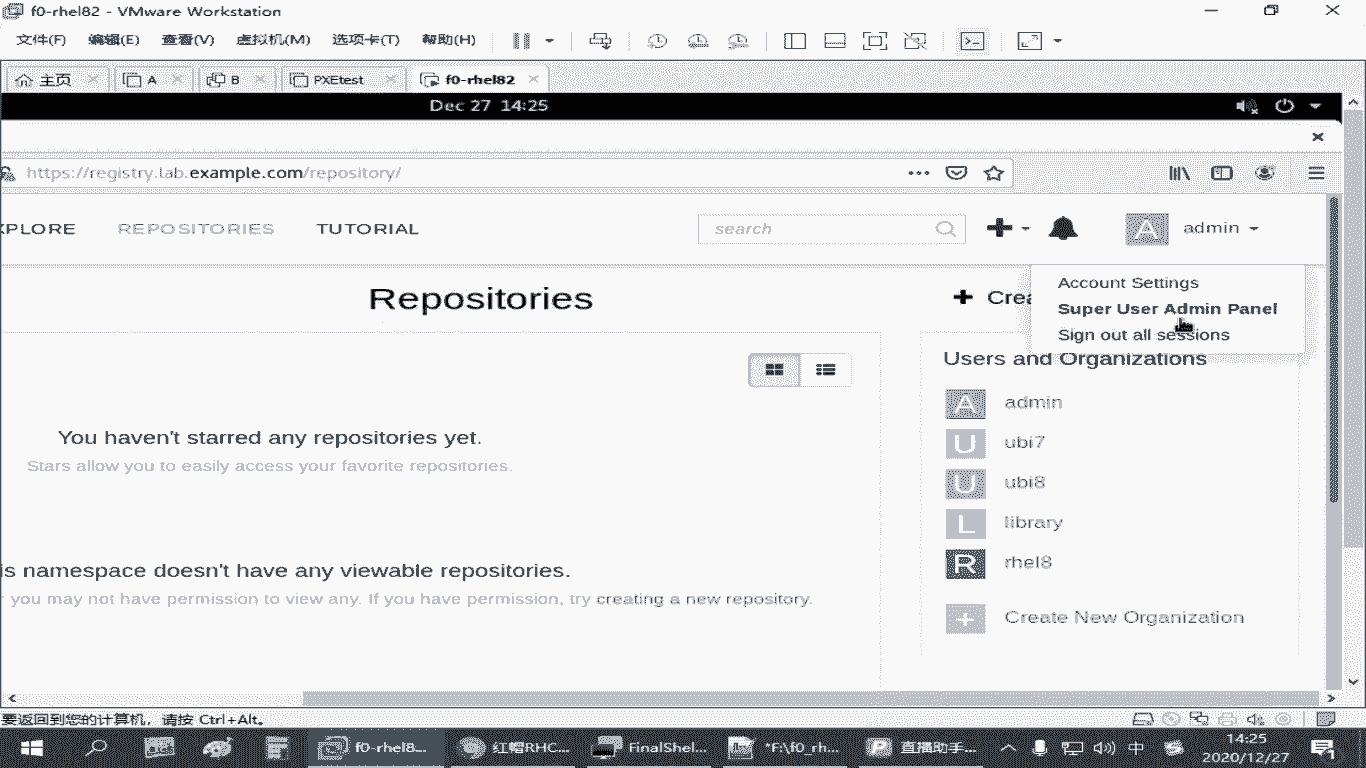 f0-rhel82 - VMware Workstation
文件(F) 编辑(E) 查看(V) 虚拟机(M) 选项卡(T) 帮助(H)
主页 A B PXEtest f0-rhel82
Dec 27 14:25
https://registry.lab.example.com/repository/
XPLORE REPOSITORIES TUTORIAL search A admin
Account Settings
Super User Admin Panel
Sign out all sessions
Repositories
Crea
Users and Organizations
A admin
U ubi7
U ubi8
L library
R rhel8
Create New Organization
You haven't starred any repositories yet.
Stars allow you to easily access your favorite repositories.
is namespace doesn't have any viewable repositories.
r you may not have permission to view any. If you have permission, try creating a new repository.
要返回到您的计算机，请按 Ctrl+Alt。
f0-rhel8... 红帽RHC... FinalShel... *F:\f0_rh... 直播助手... 中 14:25
2020/12/27